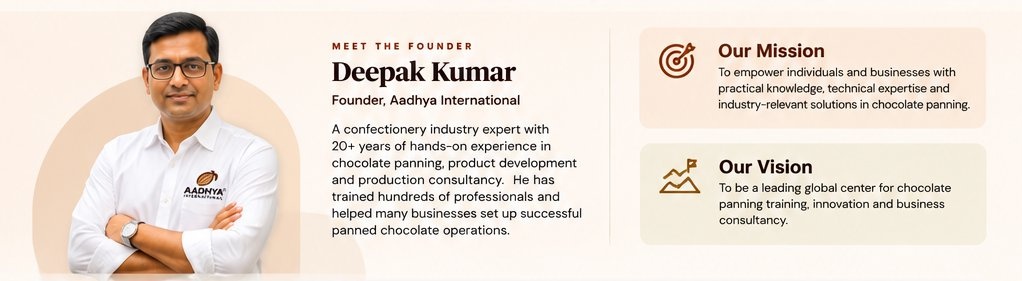 AADHYA
INTERNATIONAL
MEET THE FOUNDER
Deepak Kumar
Founder, Aadhya International
A confectionery industry expert with
20+ years of hands-on experience in
chocolate panning, product development
and production consultancy. He has
trained hundreds of professionals and
helped many businesses set up successful
panned chocolate operations.
Our Mission
To empower individuals and businesses with
practical knowledge, technical expertise and
industry-relevant solutions in chocolate panning.
Our Vision
To be a leading global center for chocolate
panning training, innovation and business
consultancy.